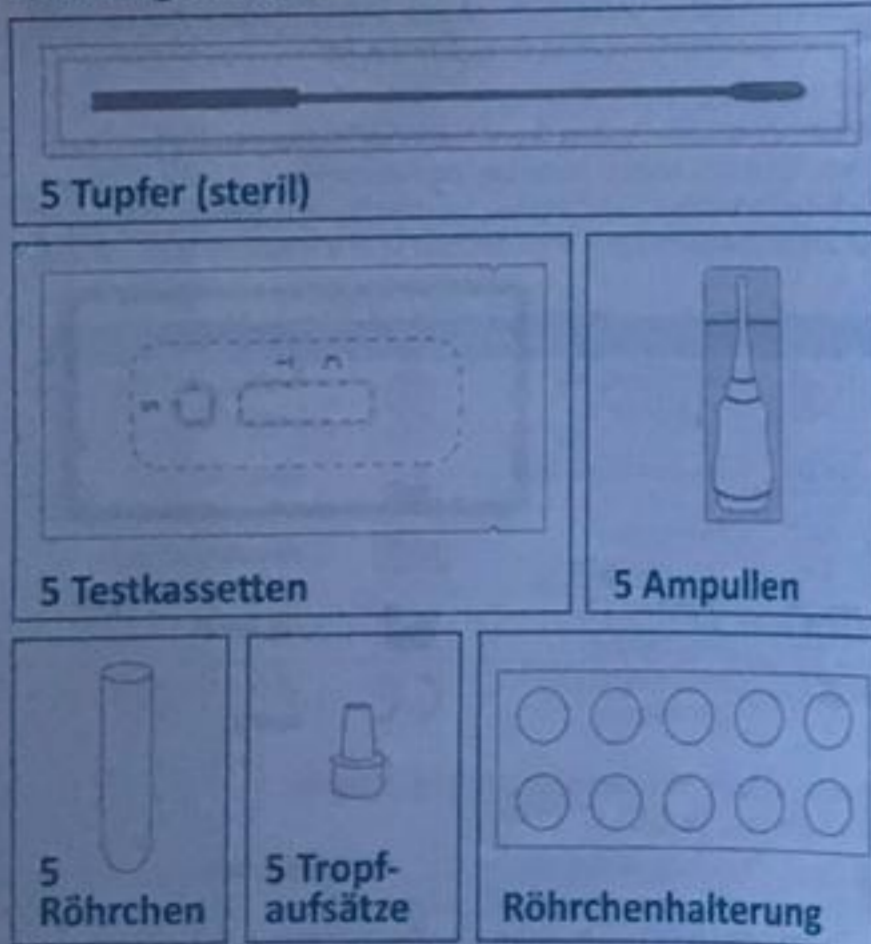 5 Tupfer (steril)
T C
S
5 Testkassetten
5 Ampullen
5
Röhrchen
5 Tropf-
aufsätze
Röhrchenhalterung